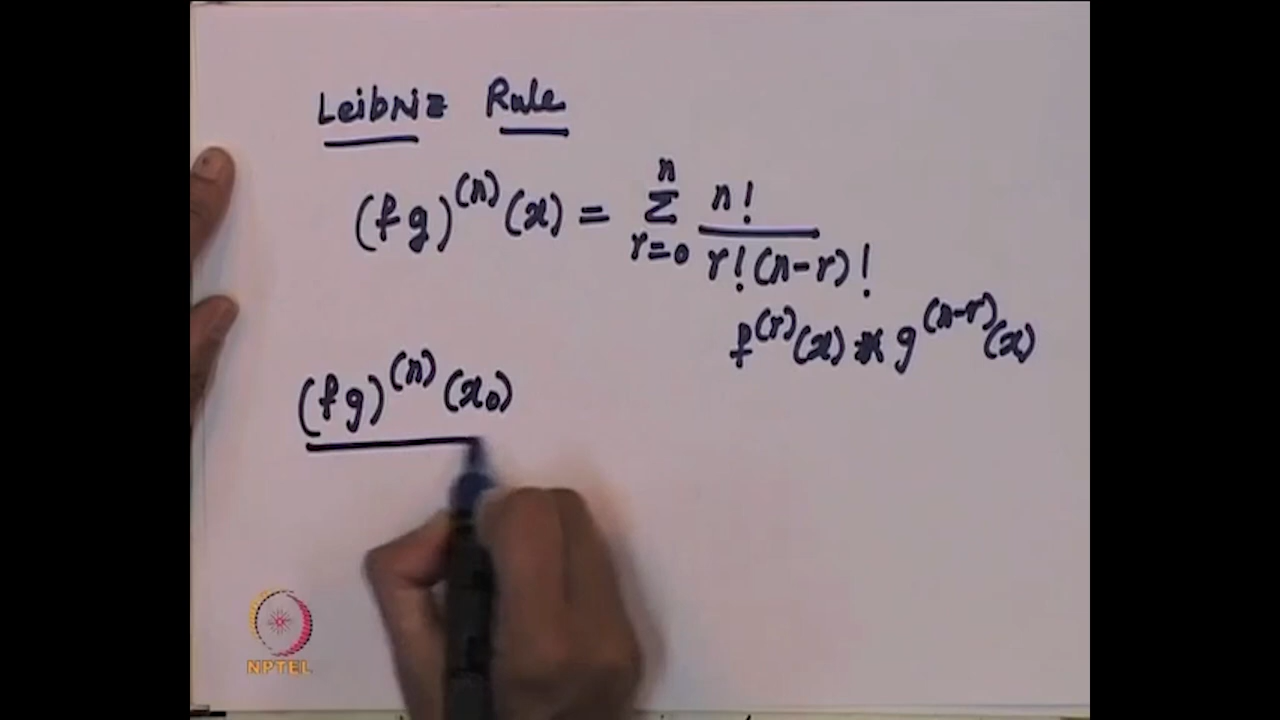 Leibniz Rule
(fg)^(n)(x) = Σ_{r=0}^{n} n! / r!(n-r)!
f^(r)(x) * g^(n-r)(x)
(fg)^(n)(x₀)
NPTEL